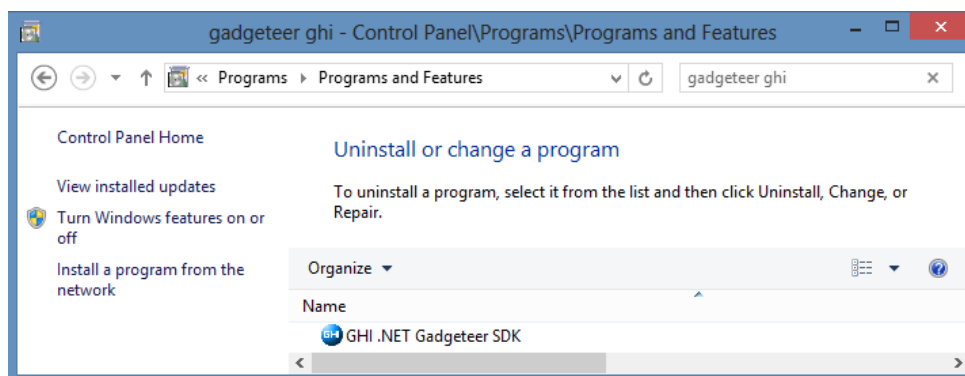 gadgeteer ghi - Control Panel\Programs\Programs and Features
« Programs Programs and Features
gadgeteer ghi
Control Panel Home
View installed updates
Turn Windows features on or
off
Install a program from the
network
Uninstall or change a program
To uninstall a program, select it from the list and then click Uninstall, Change, or
Repair.
Organize
Name
GHI GHI .NET Gadgeteer SDK